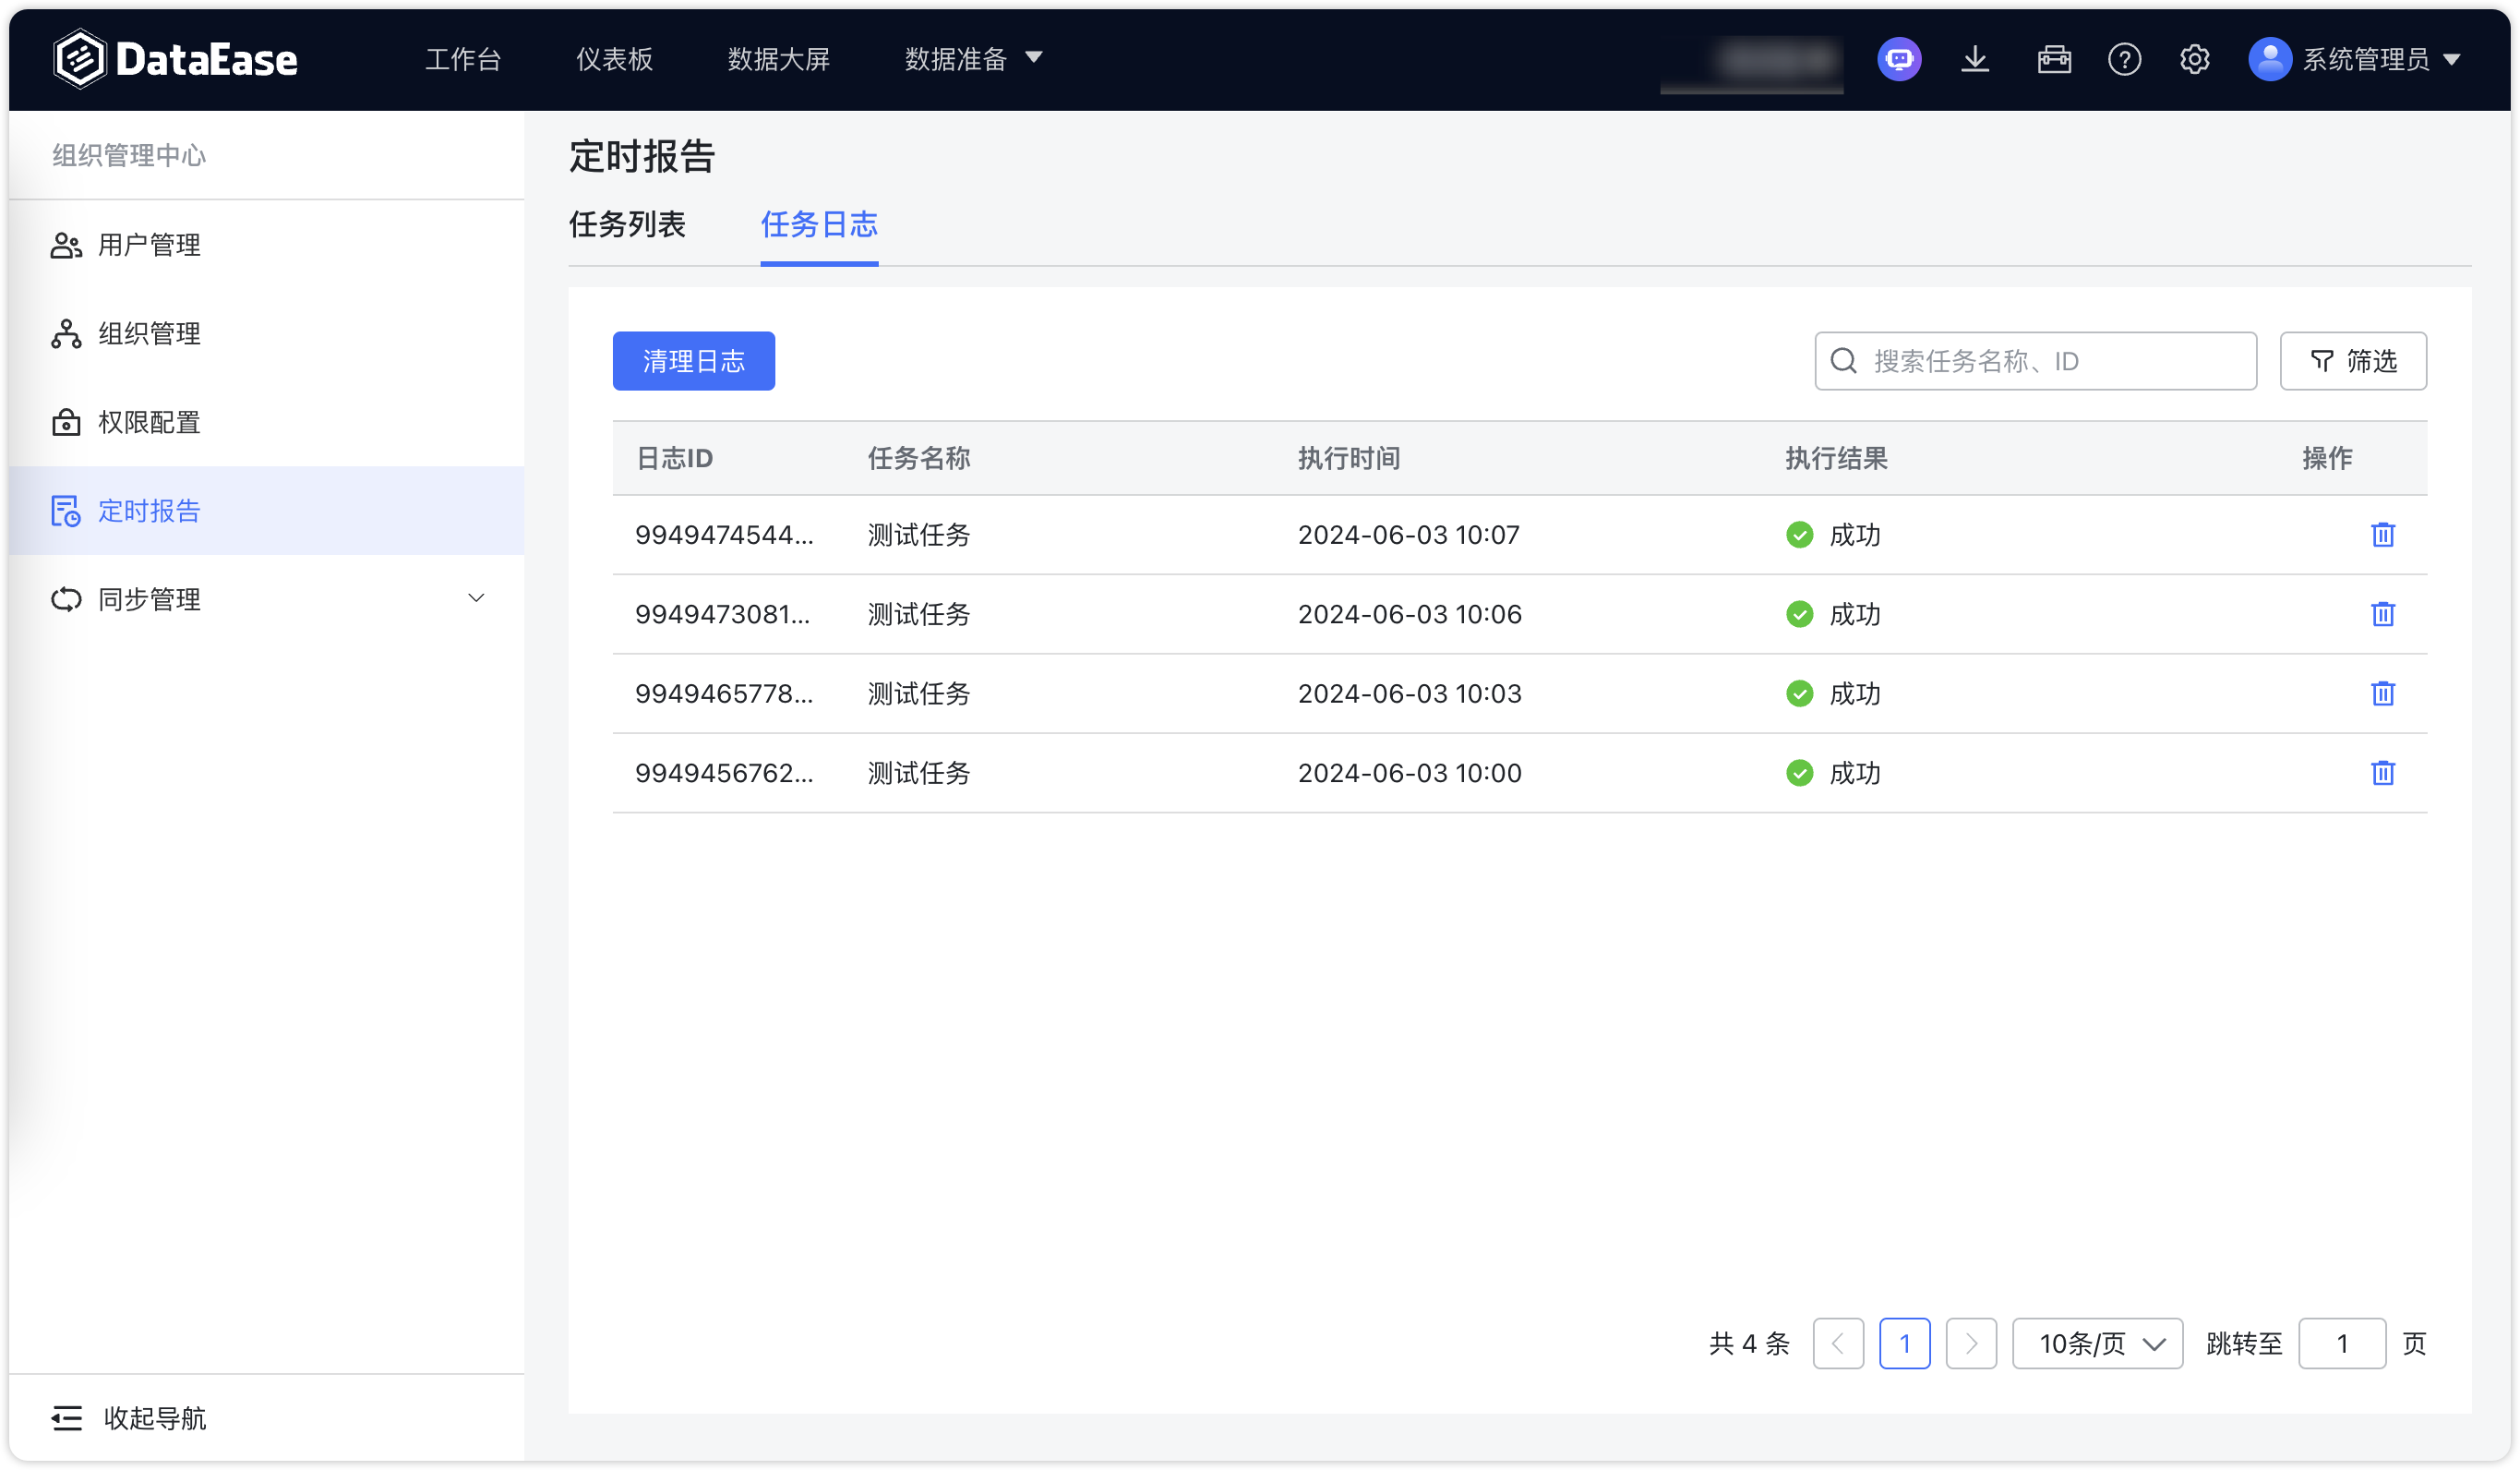 DataEase 工作台 仪表板 数据大屏 数据准备 系统管理员
组织管理中心
用户管理
组织管理
权限配置
定时报告
同步管理
收起导航
定时报告
任务列表 任务日志
清理日志 搜索任务名称、ID 筛选
日志ID 任务名称 执行时间 执行结果 操作
9949474544... 测试任务 2024-06-03 10:07 成功
9949473081... 测试任务 2024-06-03 10:06 成功
9949465778... 测试任务 2024-06-03 10:03 成功
9949456762... 测试任务 2024-06-03 10:00 成功
共 4 条 1 10条/页 跳转至 1 页